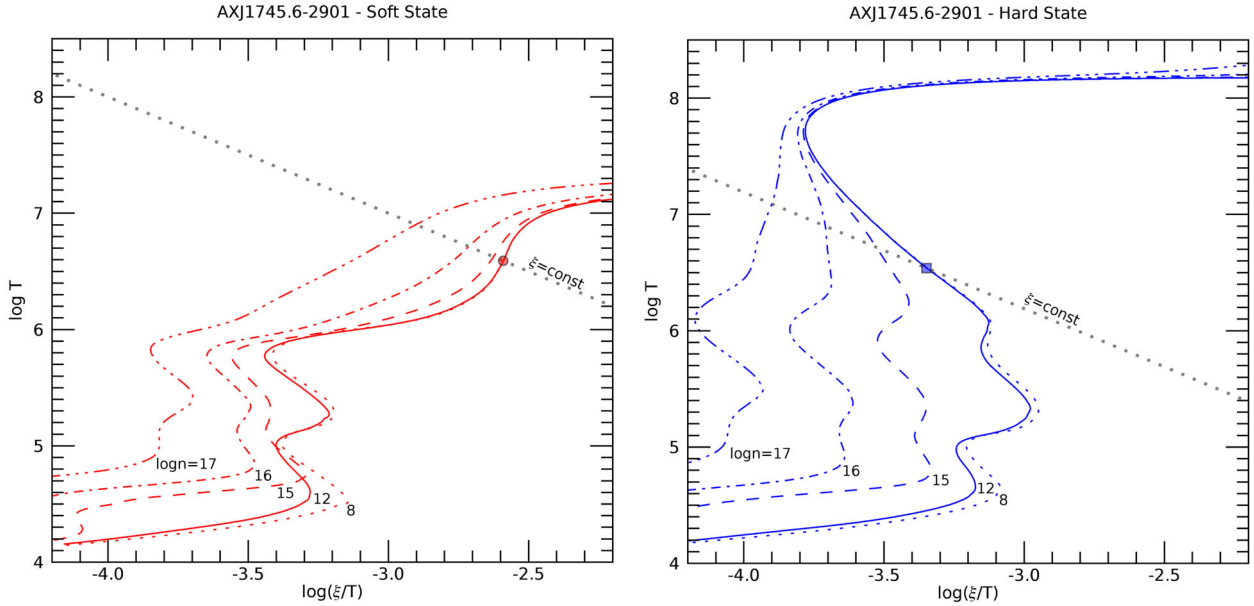 AXJ1745.6-2901 - Soft State
8
7
6
5
4
log T
ξ=const
logn=17
16
15
12
8
-4.0
-3.5
-3.0
-2.5
log(ξ/T)
AXJ1745.6-2901 - Hard State
8
7
6
5
4
log T
ξ=const
logn=17
16
15
12
8
-4.0
-3.5
-3.0
-2.5
log(ξ/T)